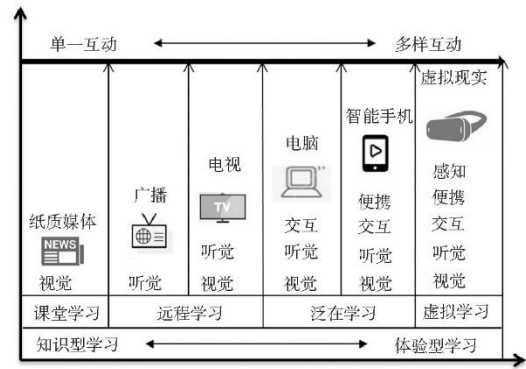 单一互动
多样互动
纸质媒体
NEWS
视觉
广播
听觉
电视
TV
听觉
视觉
电脑
交互
听觉
视觉
智能手机
便携
交互
听觉
视觉
虚拟现实
感知
便携
交互
听觉
视觉
课堂学习
远程学习
泛在学习
虚拟学习
知识型学习
体验型学习